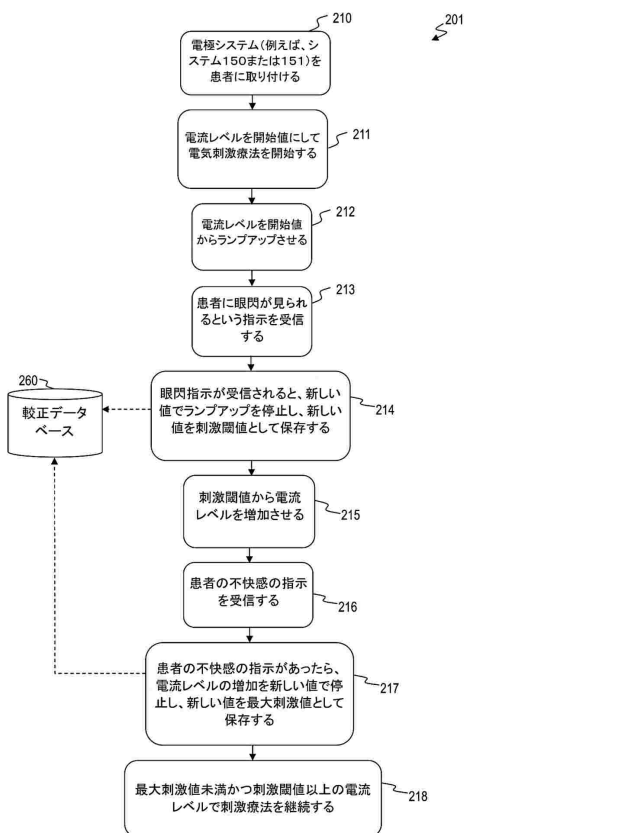 210
201
電極システム(例えば、シ
ステム150または151)を
患者に取り付ける
電流レベルを開始値にして
電気刺激療法を開始する
211
電流レベルを開始値
からランプアップさせる
212
患者に眼閃が見られ
るという指示を受信
する
213
260
較正データ
ベース
眼閃指示が受信されると、新しい
値でランプアップを停止し、新しい
値を刺激閾値として保存する
214
刺激閾値から電流
レベルを増加させる
215
患者の不快感の指示
を受信する
216
患者の不快感の指示があったら、
電流レベルの増加を新しい値で停
止し、新しい値を最大刺激値として
保存する
217
最大刺激値未満かつ刺激閾値以上の電流
レベルで刺激療法を継続する
218